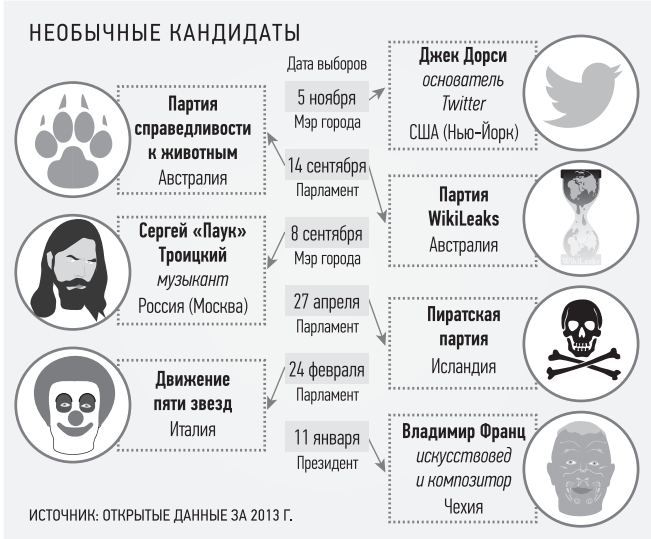 НЕОБЫЧНЫЕ КАНДИДАТЫ
Дата выборов
5 ноября
Мэр города
Джек Дорси
основатель
Twitter
США (Нью-Йорк)
14 сентября
Парламент
Партия
справедливости
к животным
Австралия
Партия
WikiLeaks
Австралия
WikiLeaks
8 сентября
Мэр города
Сергей «Паук»
Троицкий
музыкант
Россия (Москва)
27 апреля
Парламент
Пиратская
партия
Исландия
24 февраля
Парламент
Движение
пяти звезд
Италия
11 января
Президент
Владимир Франц
искусствовед
и композитор
Чехия
ИСТОЧНИК: ОТКРЫТЫЕ ДАННЫЕ ЗА 2013 Г.